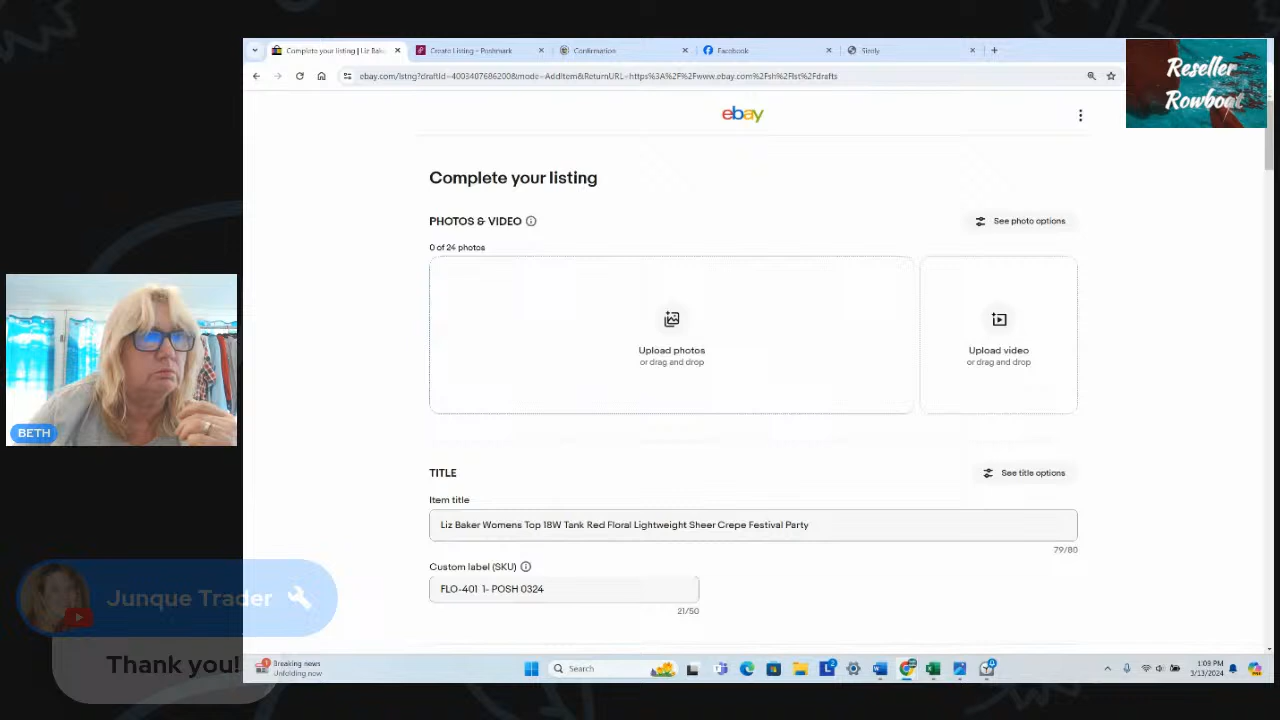 Complete your listing | Liz Bake
Create Listing - Poshmark
Confirmation
Facebook
ebay.com/lstng?draftId=4003407686200&mode=AddItem&ReturnURL=https%3A%2F%2Fwww.ebay.com%2Fsh%2Flst%2Fdrafts
Reseller
Rowboat
ebay
Complete your listing
PHOTOS & VIDEO
See photo options
0 of 24 photos
Upload photos
or drag and drop
Upload video
or drag and drop
TITLE
See title options
Item title
Liz Baker Womens Top 18W Tank Red Floral Lightweight Sheer Crepe Festival Party
79/80
Custom label (SKU)
FLO-401 1- POSH 0324
21/50
BETH
Junque Trader
Thank you!
Breaking news
Unfolding now
Search
1:09 PM
3/13/2024